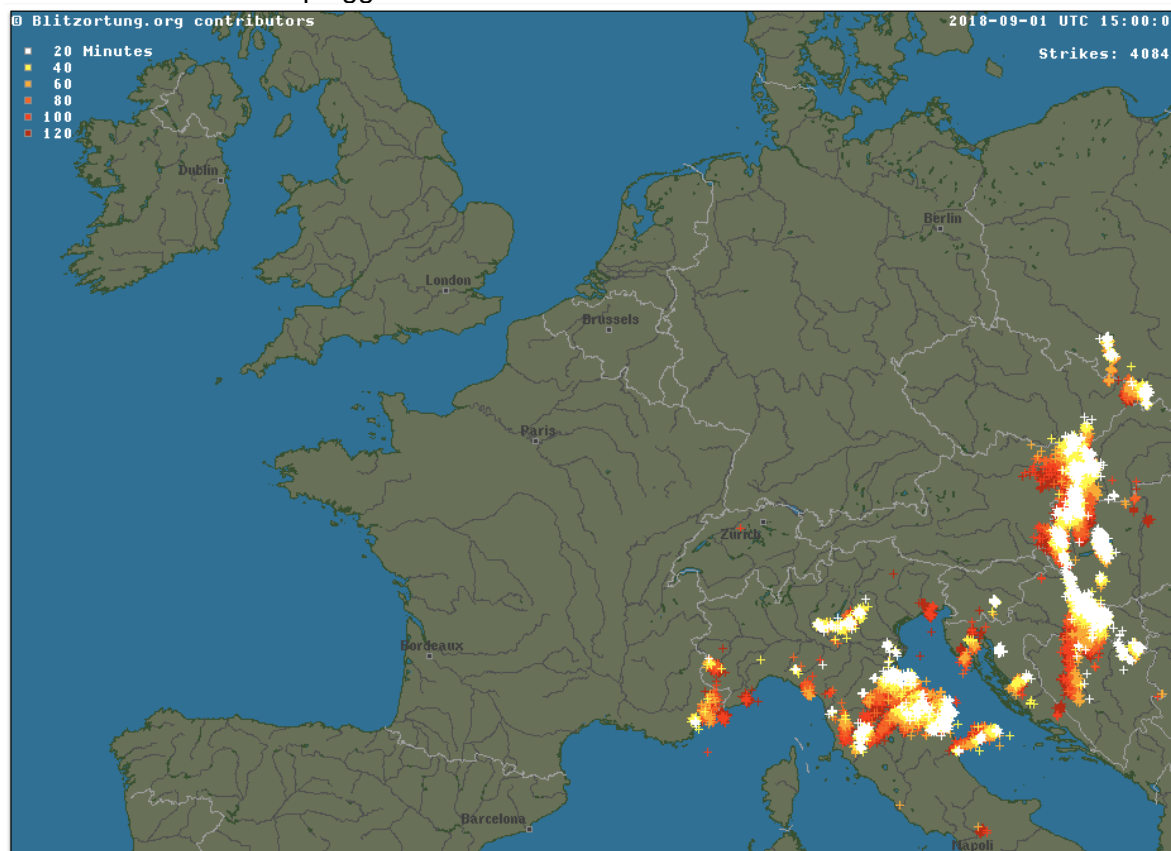 © Blitzortung.org contributors
2018-09-01 UTC 15:00:0
20 Minutes
Strikes: 4084
40
60
80
100
120
Dublin
Berlin
London
Brussels
Paris
Zurich
Bordeaux
Barcelona
Napoli